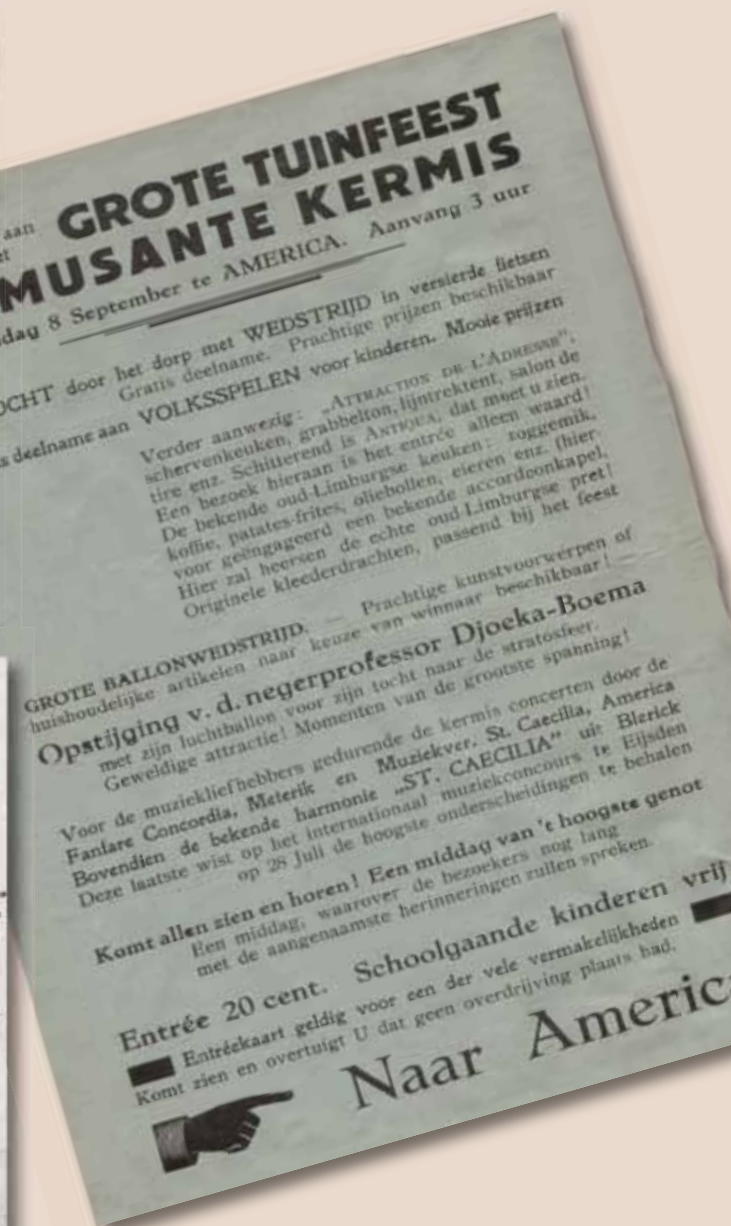 aan GROTE TUINFEEST
et MUSANTE KERMIS
dag 8 September te AMERICA. Aanvang 3 uur
OCHT door het dorp met WEDSTRIJD in versierde fietsen
Gratis deelname. Prachtige prijzen beschikbaar
s deelname aan VOLKSSPELEN voor kinderen. Mooie prijzen
Verder aanwezig: „ATTRACTION DE L'ADRESSE",
schervenkeuken, grabbelton, lijntrektent, salon de
tire enz. Schitterend is ANTIQUA, dat moet u zien.
Een bezoek hieraan is het entrée alleen waard!
De bekende oud-Limburgse keuken: roggemik,
koffie, patates-frites, oliebollen, eieren enz. (hier
voor geëngageerd een bekende accordeonkapel,
Hier zal heersen de echte oud-Limburgse pret!
Originele kleederdrachten, passend bij het feest
GROTE BALLONWEDSTRIJD. — Prachtige kunstvoorwerpen of
huishoudelijke artikelen naar keuze van winnaar beschikbaar!
Opstijging v. d. negerprofessor Djoeka-Boema
met zijn luchtballon voor zijn tocht naar de stratosfeer.
Geweldige attractie! Momenten van de grootste spanning!
Voor de muziekliefhebbers gedurende de kermis concerten door de
Fanfare Concordia, Meterik en Muziekver. St. Caecilia, America
Bovendien de bekende harmonie „ST. CAECILIA" uit Blerick
Deze laatste wist op het internationaal muziekconcours te Eijsden
op 28 Juli de hoogste onderscheidingen te behalen
Komt allen zien en horen! Een middag van 't hoogste genot
Een middag, waarover de bezoekers nog lang
met de aangenaamste herinneringen zullen spreken.
Entrée 20 cent. Schoolgaande kinderen vrij
Entréekaart geldig voor een der vele vermakelijkheden
Komt zien en overtuigt U dat geen overdrijving plaats had.
Naar Americ